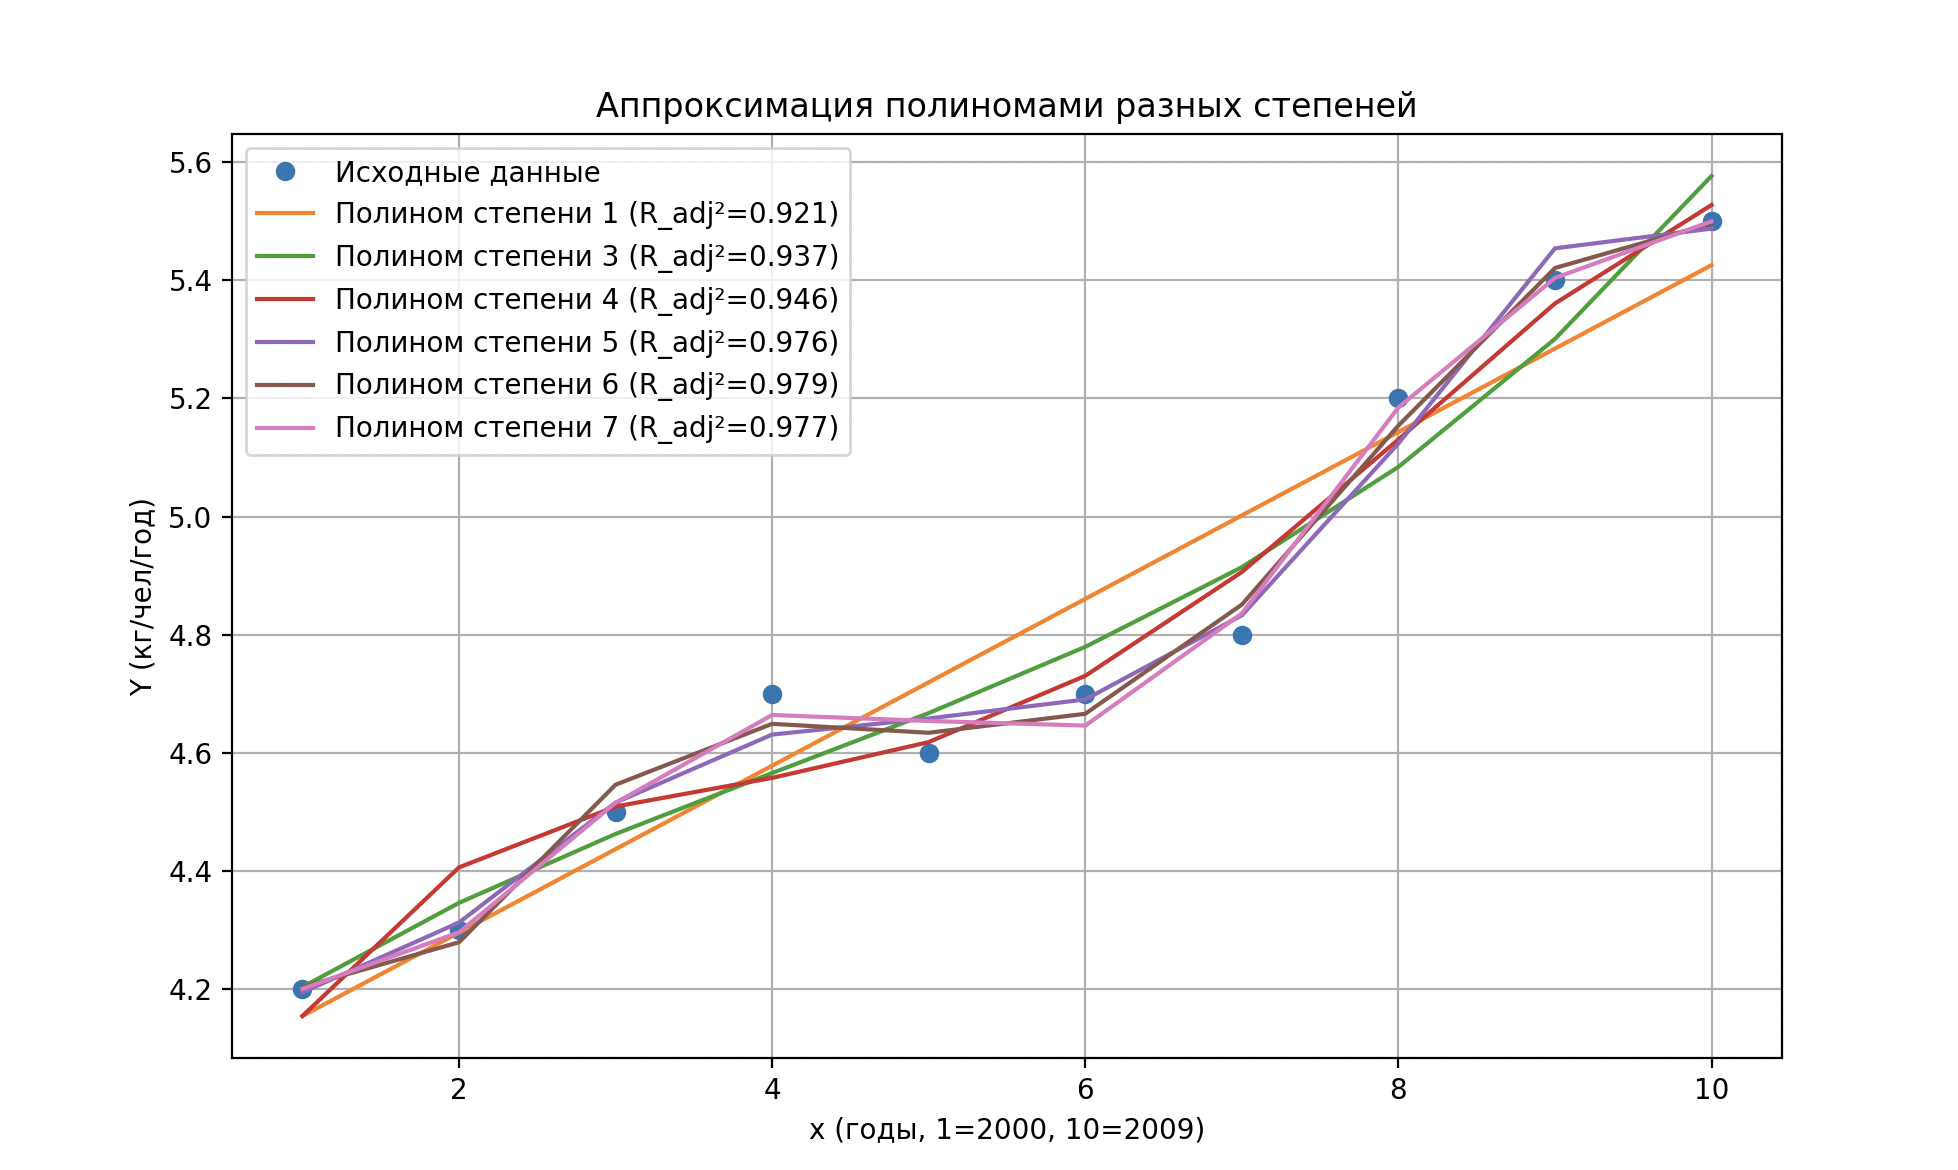 Аппроксимация полиномами разных степеней
5.6
5.4
5.2
5.0
4.8
4.6
4.4
4.2
Y (кг/чел/год)
Исходные данные
Полином степени 1 (R_adj²=0.921)
Полином степени 3 (R_adj²=0.937)
Полином степени 4 (R_adj²=0.946)
Полином степени 5 (R_adj²=0.976)
Полином степени 6 (R_adj²=0.979)
Полином степени 7 (R_adj²=0.977)
2 4 6 8 10
x (годы, 1=2000, 10=2009)